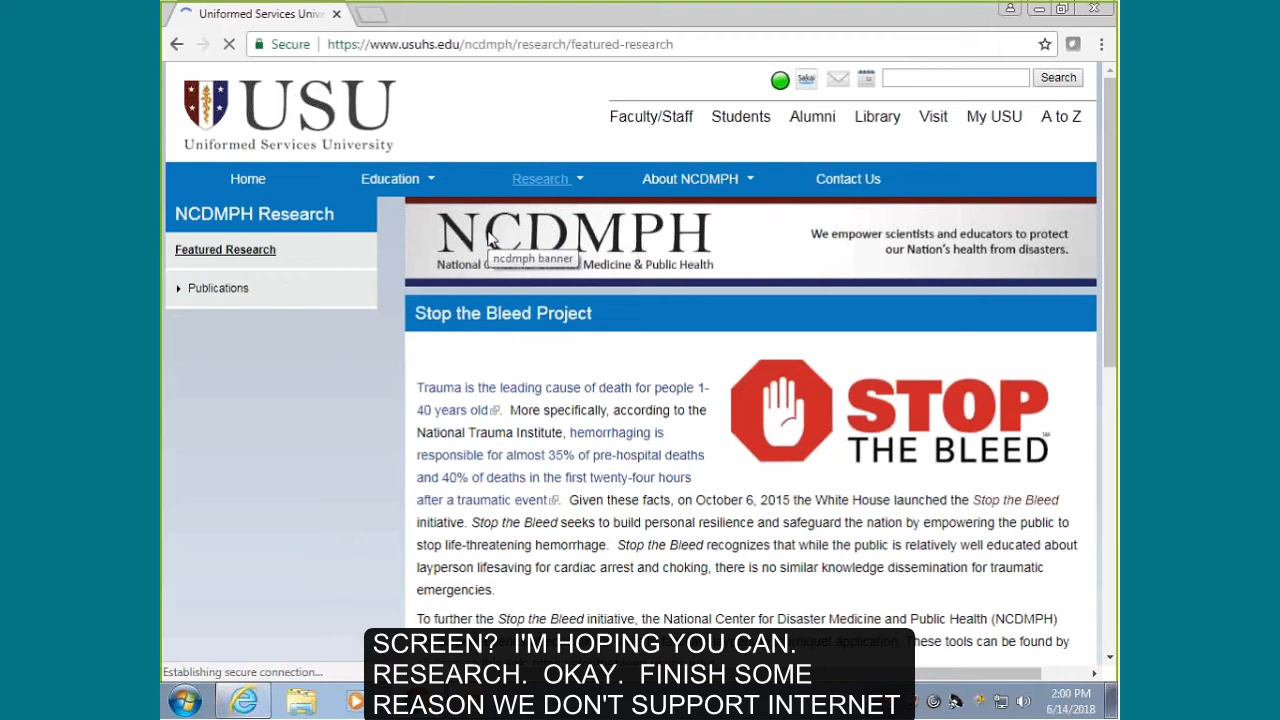 Uniformed Services Univ
Secure
https://www.usuhs.edu/ncdmph/research/featured-research
USU
Uniformed Services University
Sakai
Search
Faculty/Staff Students Alumni Library Visit My USU A to Z
Home Education Research About NCDMPH Contact Us
NCDMPH Research
Featured Research
Publications
NCDMPH
National Medicine & Public Health
ncdmph banner
We empower scientists and educators to protect
our Nation's health from disasters.
Stop the Bleed Project
Trauma is the leading cause of death for people 1-
40 years old. More specifically, according to the
National Trauma Institute, hemorrhaging is
responsible for almost 35% of pre-hospital deaths
and 40% of deaths in the first twenty-four hours
after a traumatic event. Given these facts, on October 6, 2015 the White House launched the Stop the Bleed
STOP
THE BLEED
initiative. Stop the Bleed seeks to build personal resilience and safeguard the nation by empowering the public to
stop life-threatening hemorrhage. Stop the Bleed recognizes that while the public is relatively well educated about
layperson lifesaving for cardiac arrest and choking, there is no similar knowledge dissemination for traumatic
emergencies.
To further the Stop the Bleed initiative, the National Center for Disaster Medicine and Public Health (NCDMPH)
application. These tools can be found by
SCREEN? I'M HOPING YOU CAN.
RESEARCH. OKAY. FINISH SOME
REASON WE DON'T SUPPORT INTERNET
Establishing secure connection...
2:00 PM
6/14/2018